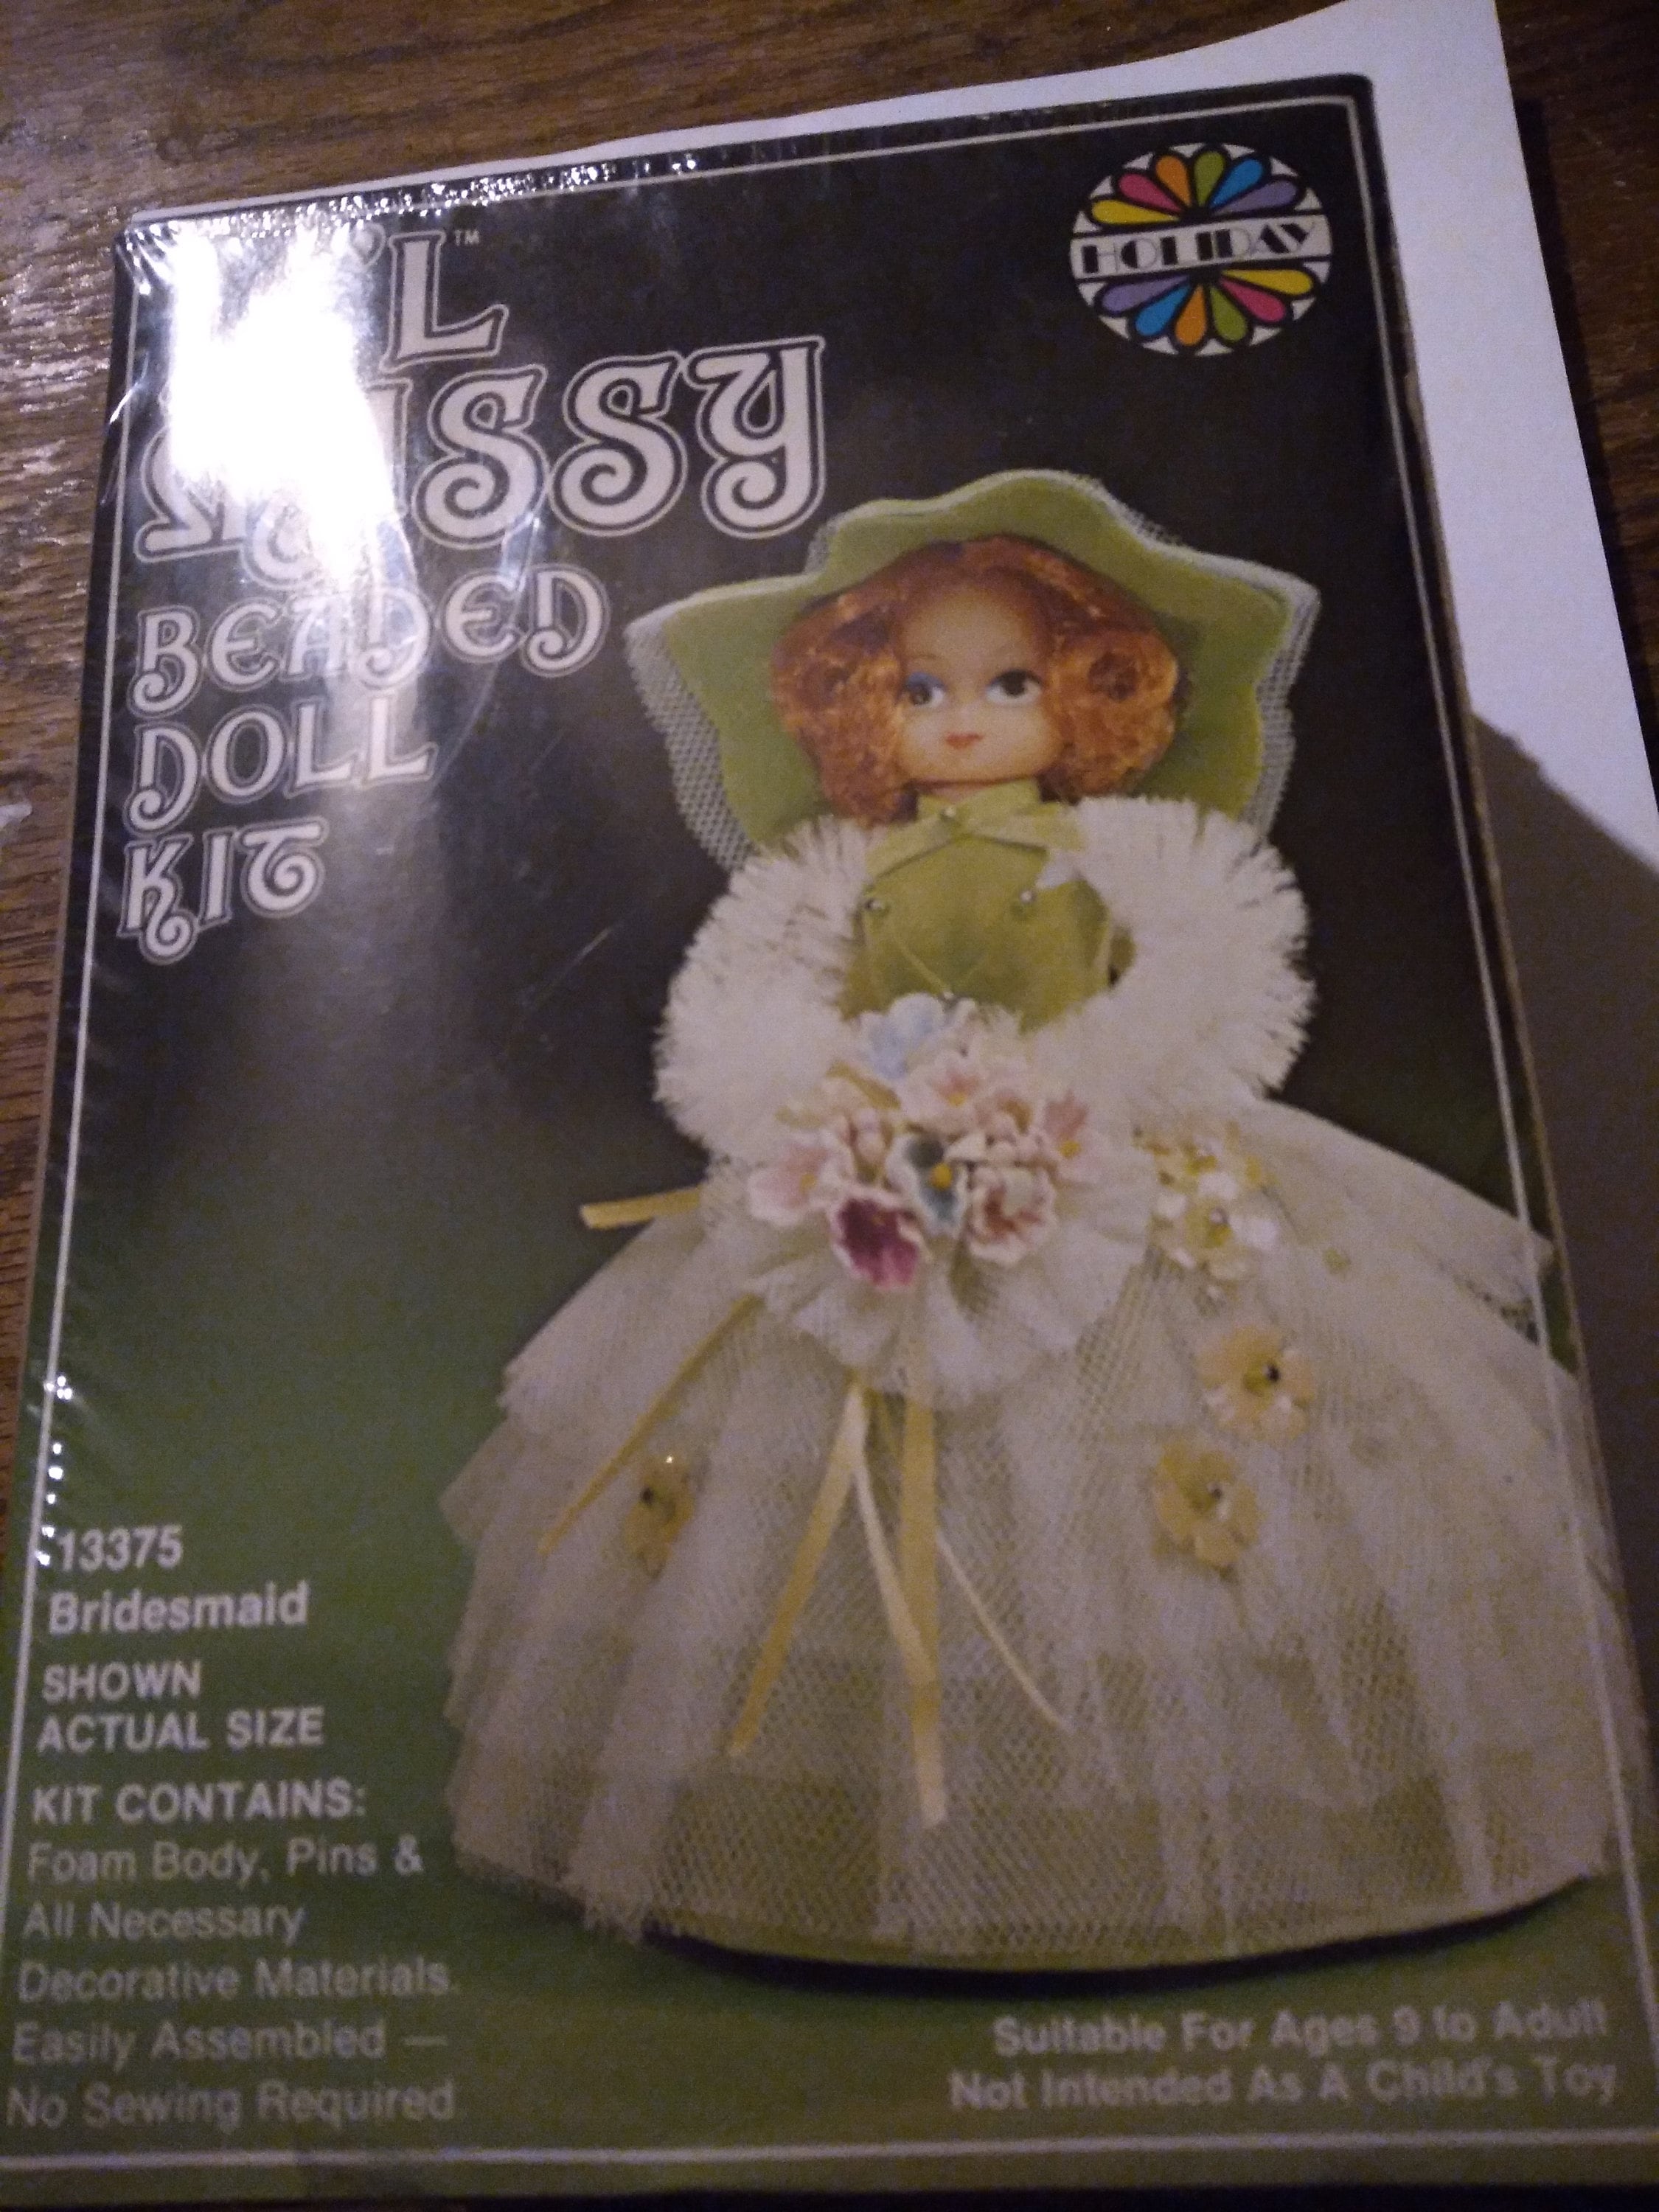 HOLIDAY
L™
BEADED
DOLL
KIT
13375
Bridesmaid
SHOWN
ACTUAL SIZE
KIT CONTAINS:
Foam Body, Pins &
All Necessary
Decorative Materials.
Easily Assembled —
No Sewing Required
Suitable For Ages 9 to Adult
Not Intended As A Child's Toy